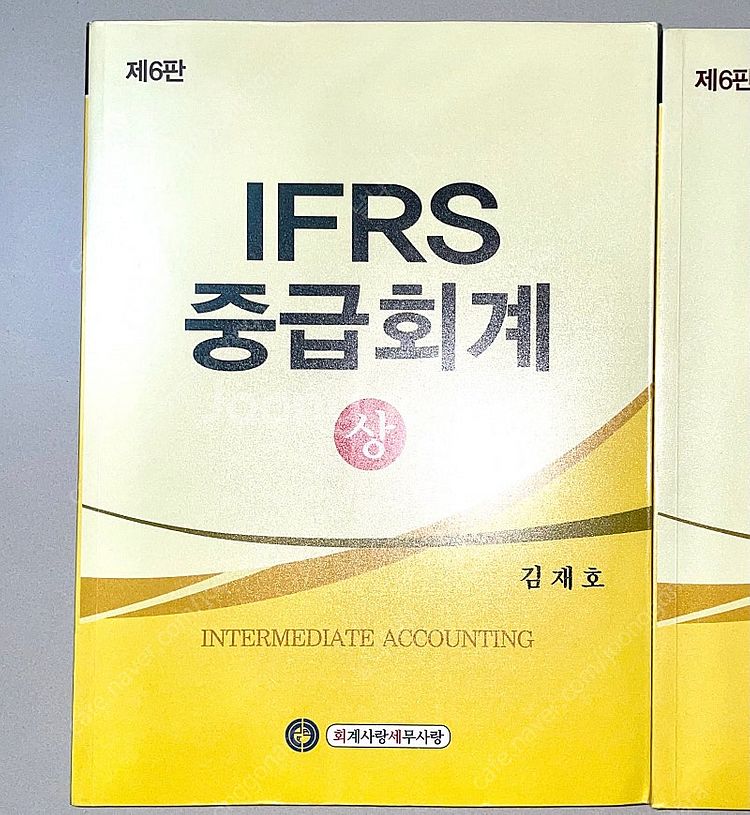 제6판
IFRS
중급회계
상
김재호
INTERMEDIATE ACCOUNTING
회계사랑세무사랑
제6판